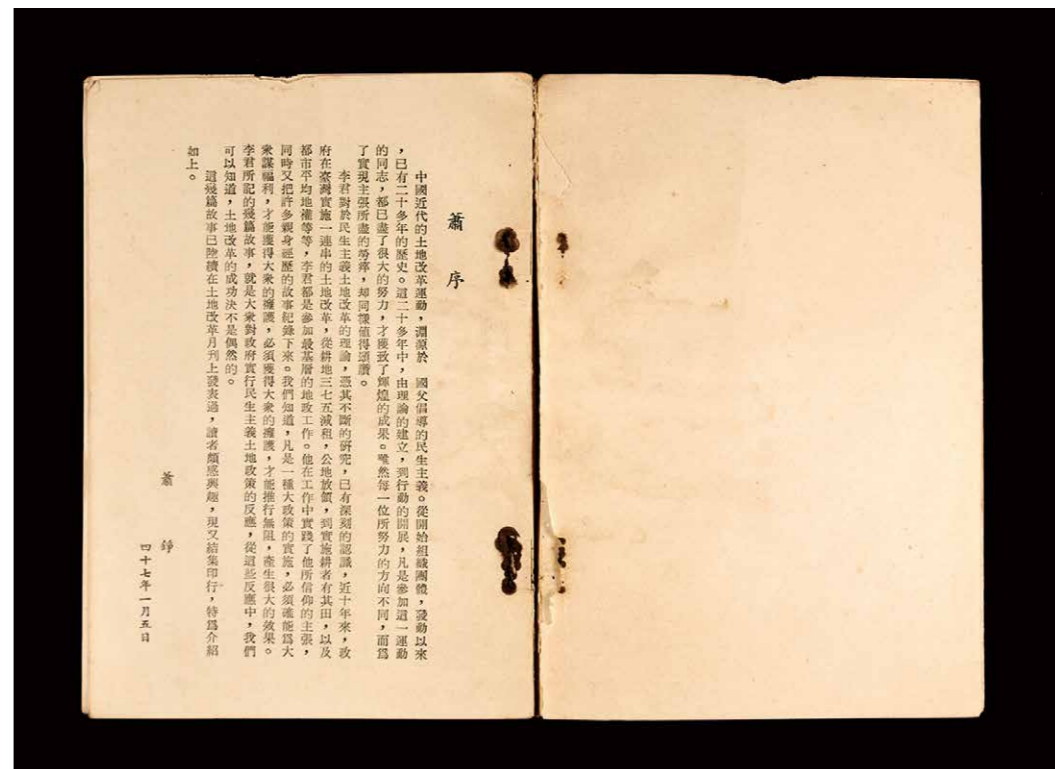 蕭序
中國近代的土地改革運動，淵源於　國父倡導的民生主義。從開始組織團體，發動以來
，已有二十多年的歷史。這二十多年中，由理論的建立，到行動的開展，凡是參加這一運動
的同志，都已盡了很大的努力，才獲致了輝煌的成果。雖然每一位所努力的方向不同，而為
了實現主張所盡的勞瘁，却同樣值得頌讚。
李君對於民生主義土地改革的理論，憑其不斷的研究，已有深刻的認識，近十年來，政
府在臺灣實施一連串的土地改革，從耕地三七五減租，公地放領，到實施耕者有其田，以及
都市平均地權等等，李君都是參加最基層的地政工作。他在工作中實踐了他所信仰的主張，
同時又把許多親身經歷的故事紀錄下來。我們知道，凡是一種大政策的實施，必須確能爲大
衆謀福利，才能獲得大衆的擁護，必須獲得大衆的擁護，才能推行無阻，產生很大的效果。
李君所記的幾篇故事，就是大衆對政府實行民生主義土地政策的反應，從這些反應中，我們
可以知道，土地改革的成功決不是偶然的。
這幾篇故事已陸續在土地改革月刊上發表過，讀者頗感興趣，現又結集印行，特爲介紹
如上。
蕭錚
四十七年一月五日